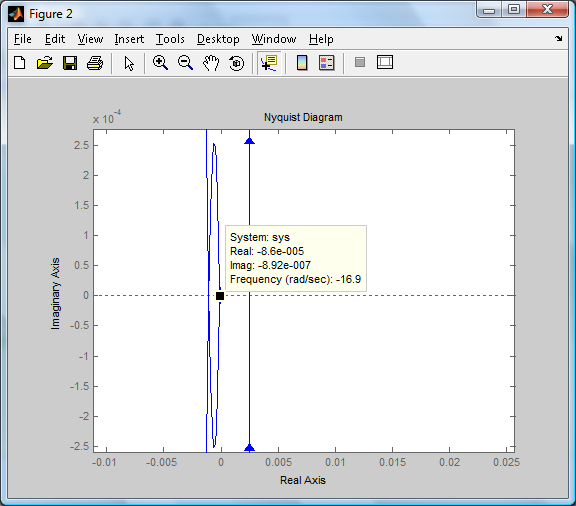 Figure 2
File Edit View Insert Tools Desktop Window Help
Nyquist Diagram
x 10^-4
2.5
2
1.5
1
0.5
0
-0.5
-1
-1.5
-2
-2.5
Imaginary Axis
System: sys
Real: -8.6e-005
Imag: -8.92e-007
Frequency (rad/sec): -16.9
-0.01 -0.005 0 0.005 0.01 0.015 0.02 0.025
Real Axis